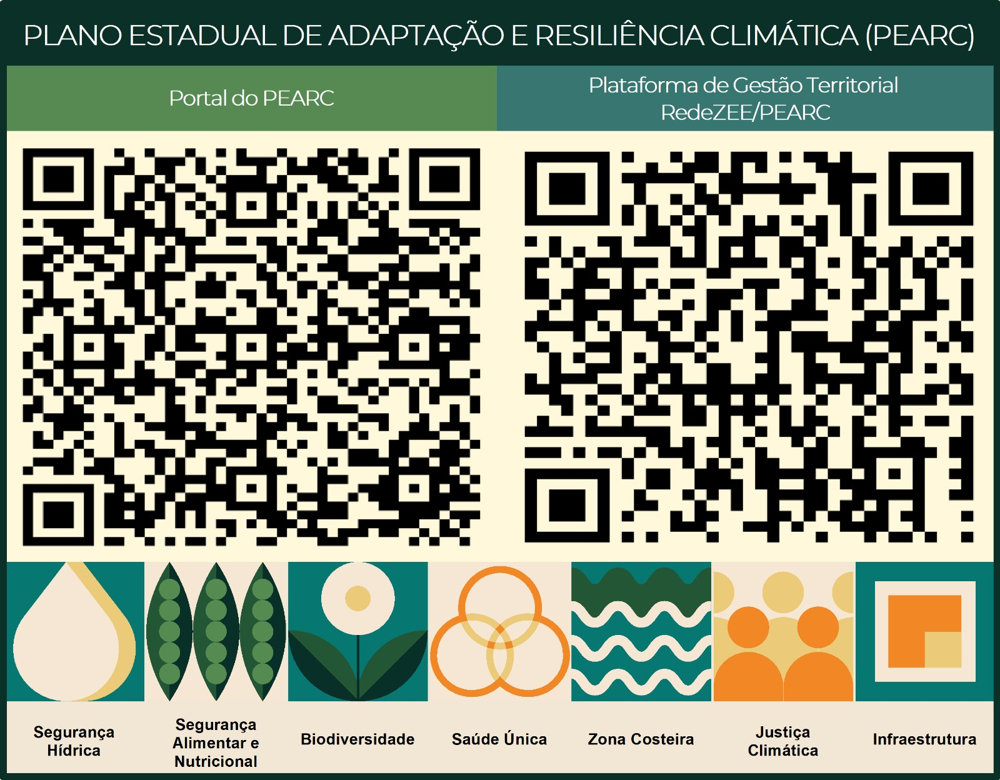 PLANO ESTADUAL DE ADAPTAÇÃO E RESILIÊNCIA CLIMÁTICA (PEARC)
Portal do PEARC
Plataforma de Gestão Territorial
RedeZEE/PEARC
Segurança
Hídrica
Segurança
Alimentar e
Nutricional
Biodiversidade
Saúde Única
Zona Costeira
Justiça
Climática
Infraestrutura